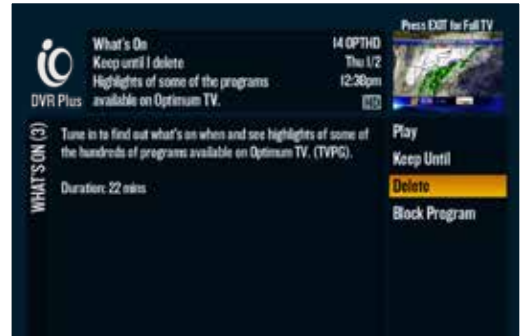 Press EXIT for Full TV
iO
DVR Plus
What's On
14 OPTHD
Keep until I delete
Thu 1/2
Highlights of some of the programs
12:30pm
available on Optimum TV.
HD
WHAT'S ON (3)
Tune in to find out what's on when and see highlights of some of
the hundreds of programs available on Optimum TV. (TVPG).
Duration: 22 mins
Play
Keep Until
Delete
Block Program